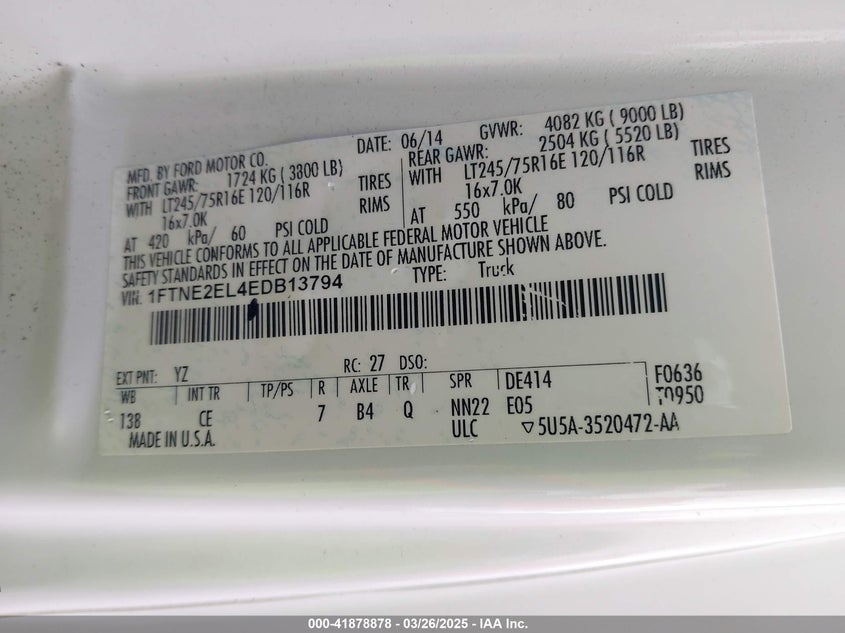 MFD. BY FORD MOTOR CO. DATE: 06/14 GVWR: 4082 KG ( 9000 LB)
FRONT GAWR: 1724 KG ( 3800 LB) REAR GAWR: 2504 KG ( 5520 LB)
WITH LT245/75R16E 120/116R TIRES WITH LT245/75R16E 120/116R TIRES
16x7.0K RIMS 16x7.0K RIMS
AT 420 kPa/ 60 PSI COLD AT 550 kPa/ 80 PSI COLD
THIS VEHICLE CONFORMS TO ALL APPLICABLE FEDERAL MOTOR VEHICLE
SAFETY STANDARDS IN EFFECT ON THE DATE OF MANUFACTURE SHOWN ABOVE.
VIN: 1FTNE2EL4EDB13794 TYPE: Truck
EXT PNT: YZ RC: 27 DSO:
WB INT TR TP/PS R AXLE TR SPR DE414 F0636
138 CE 7 B4 Q NN22 E05 T0950
MADE IN U.S.A. ULC ▽5U5A-3520472-AA
000-41878878 - 03/26/2025 - IAA Inc.